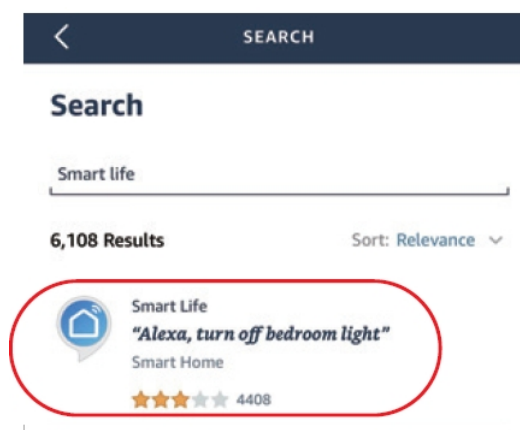 SEARCH
Search
Smart life
6,108 Results Sort: Relevance
Smart Life
“Alexa, turn off bedroom light”
Smart Home
4408